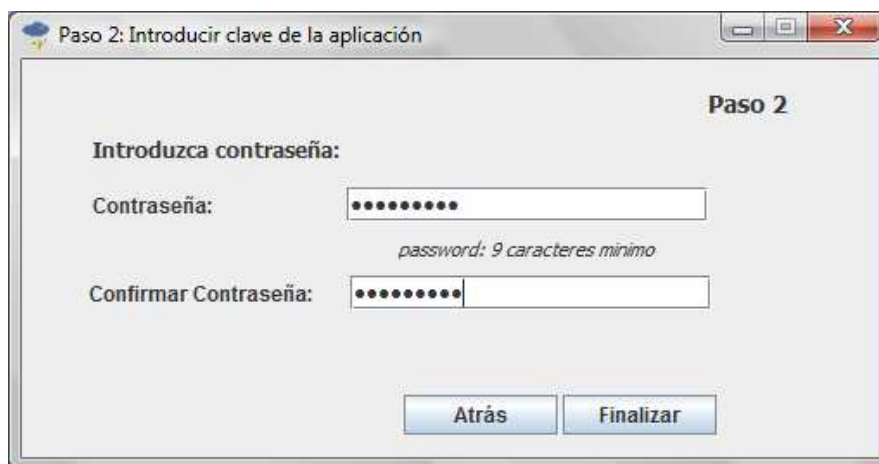 Paso 2: Introducir clave de la aplicación
Paso 2
Introduzca contraseña:
Contraseña: •••••••••
password: 9 caracteres minimo
Confirmar Contraseña: •••••••••
Atrás Finalizar